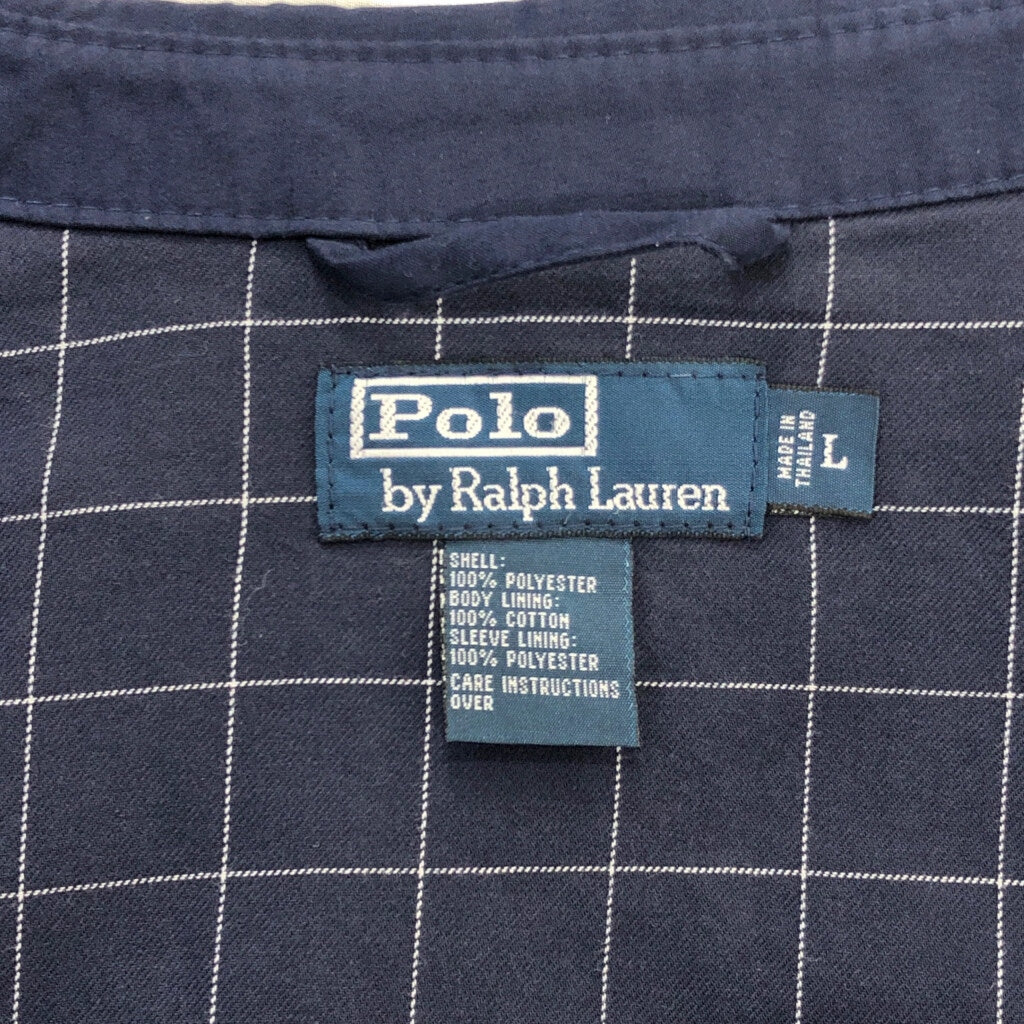 Polo
by Ralph Lauren
MADE IN
THAILAND
L
SHELL:
100% POLYESTER
BODY LINING:
100% COTTON
SLEEVE LINING:
100% POLYESTER
CARE INSTRUCTIONS
OVER